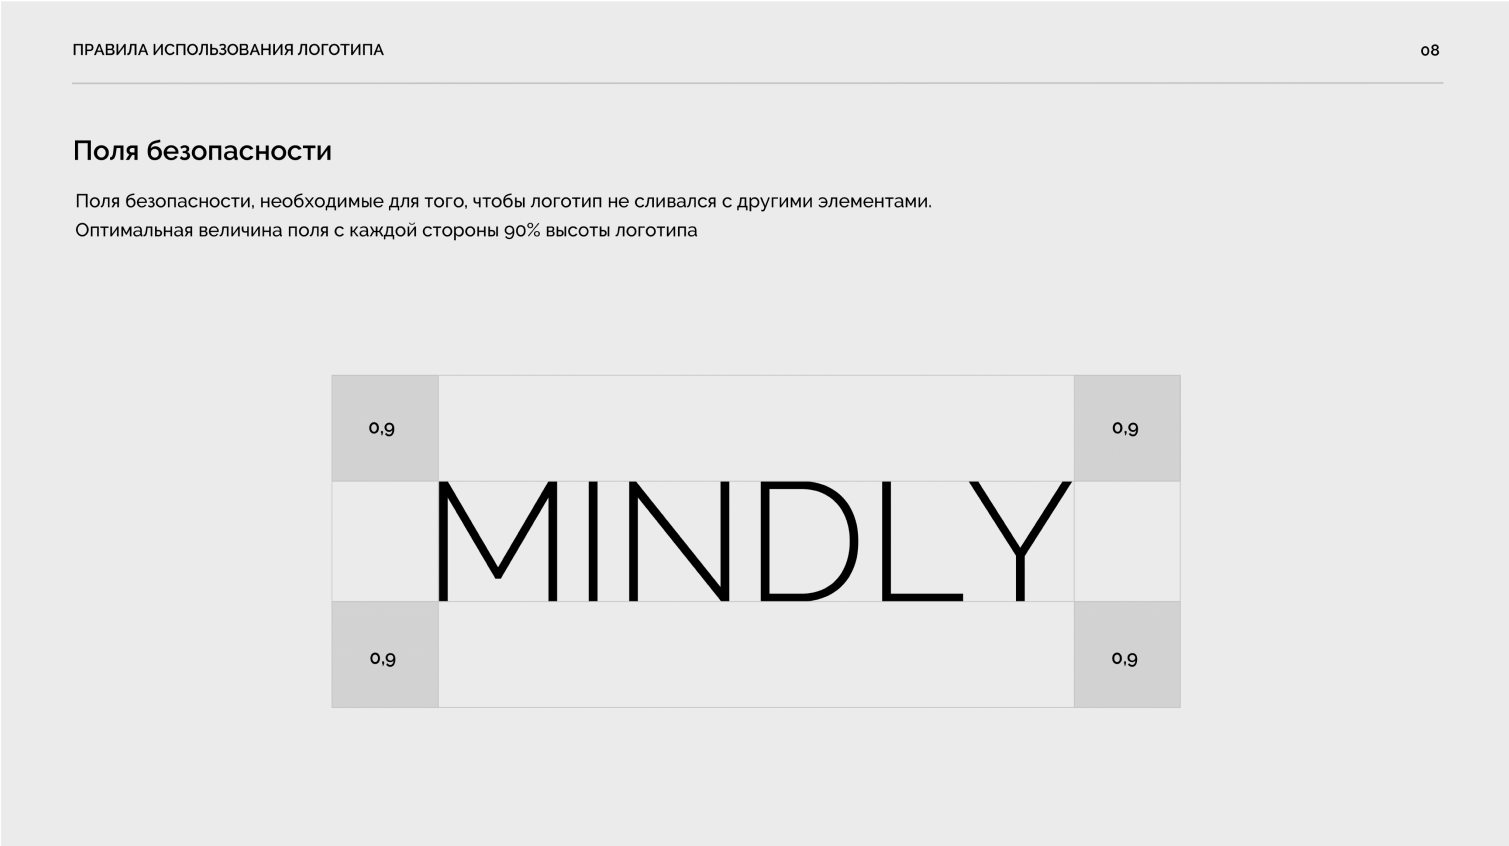 ПРАВИЛА ИСПОЛЬЗОВАНИЯ ЛОГОТИПА
08
Поля безопасности
Поля безопасности, необходимые для того, чтобы логотип не сливался с другими элементами.
Оптимальная величина поля с каждой стороны 90% высоты логотипа
0,9
0,9
MINDLY
0,9
0,9